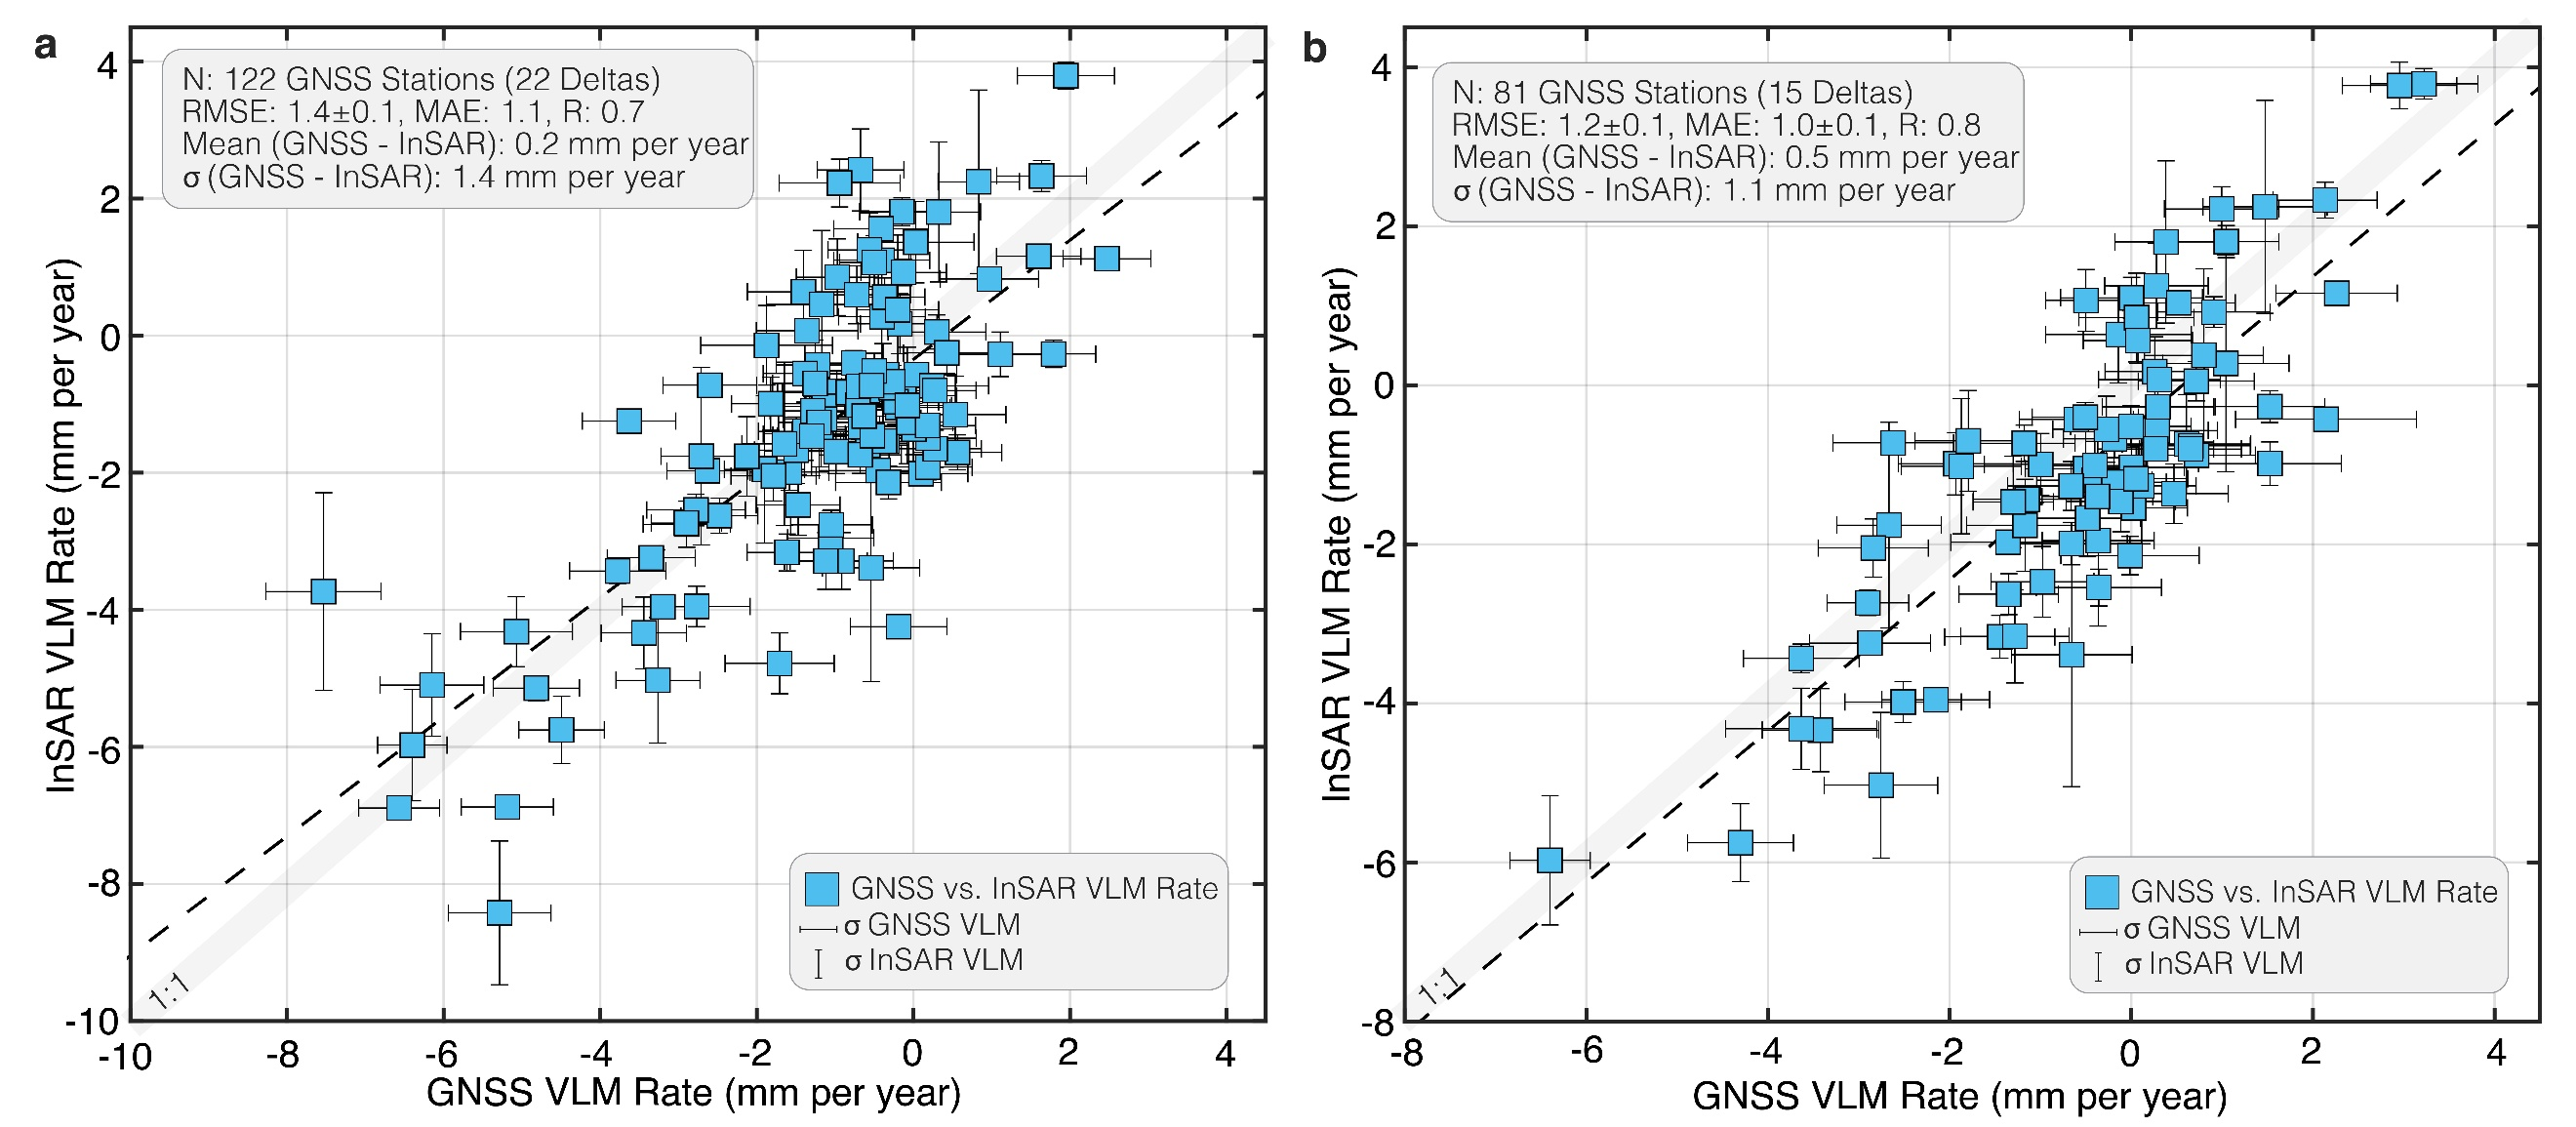 a
N: 122 GNSS Stations (22 Deltas)
RMSE: 1.4±0.1, MAE: 1.1, R: 0.7
Mean (GNSS - InSAR): 0.2 mm per year
σ (GNSS - InSAR): 1.4 mm per year
4
2
0
-2
-4
-6
-8
-10
InSAR VLM Rate (mm per year)
1:1
GNSS vs. InSAR VLM Rate
σ GNSS VLM
σ InSAR VLM
-10 -8 -6 -4 -2 0 2 4
GNSS VLM Rate (mm per year)
b
N: 81 GNSS Stations (15 Deltas)
RMSE: 1.2±0.1, MAE: 1.0±0.1, R: 0.8
Mean (GNSS - InSAR): 0.5 mm per year
σ (GNSS - InSAR): 1.1 mm per year
4
2
0
-2
-4
-6
-8
InSAR VLM Rate (mm per year)
1:1
GNSS vs. InSAR VLM Rate
σ GNSS VLM
σ InSAR VLM
-8 -6 -4 -2 0 2 4
GNSS VLM Rate (mm per year)